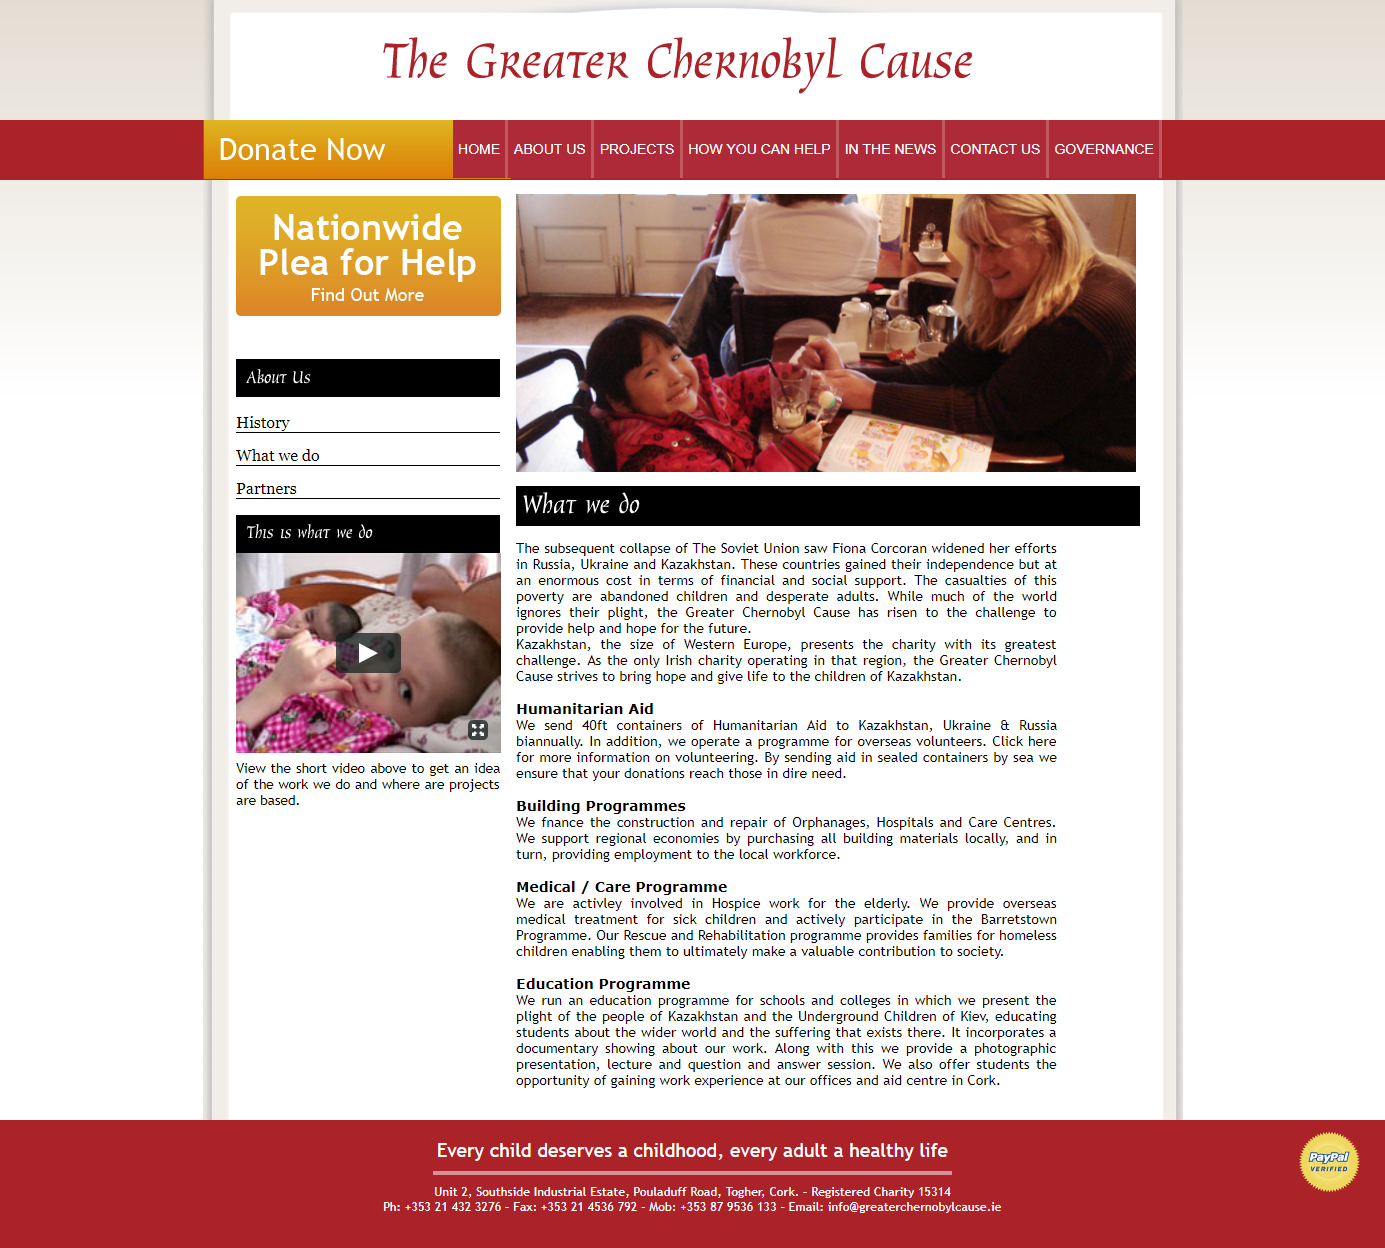 The Greater Chernobyl Cause
Donate Now
HOME
ABOUT US
PROJECTS
HOW YOU CAN HELP
IN THE NEWS
CONTACT US
GOVERNANCE
Nationwide
Plea for Help
Find Out More
About Us
History
What we do
Partners
This is what we do
View the short video above to get an idea
of the work we do and where are projects
are based.
What we do
The subsequent collapse of The Soviet Union saw Fiona Corcoran widened her efforts
in Russia, Ukraine and Kazakhstan. These countries gained their independence but at
an enormous cost in terms of financial and social support. The casualties of this
poverty are abandoned children and desperate adults. While much of the world
ignores their plight, the Greater Chernobyl Cause has risen to the challenge to
provide help and hope for the future.
Kazakhstan, the size of Western Europe, presents the charity with its greatest
challenge. As the only Irish charity operating in that region, the Greater Chernobyl
Cause strives to bring hope and give life to the children of Kazakhstan.
Humanitarian Aid
We send 40ft containers of Humanitarian Aid to Kazakhstan, Ukraine & Russia
biannually. In addition, we operate a programme for overseas volunteers. Click here
for more information on volunteering. By sending aid in sealed containers by sea we
ensure that your donations reach those in dire need.
Building Programmes
We fnance the construction and repair of Orphanages, Hospitals and Care Centres.
We support regional economies by purchasing all building materials locally, and in
turn, providing employment to the local workforce.
Medical / Care Programme
We are activley involved in Hospice work for the elderly. We provide overseas
medical treatment for sick children and actively participate in the Barretstown
Programme. Our Rescue and Rehabilitation programme provides families for homeless
children enabling them to ultimately make a valuable contribution to society.
Education Programme
We run an education programme for schools and colleges in which we present the
plight of the people of Kazakhstan and the Underground Children of Kiev, educating
students about the wider world and the suffering that exists there. It incorporates a
documentary showing about our work. Along with this we provide a photographic
presentation, lecture and question and answer session. We also offer students the
opportunity of gaining work experience at our offices and aid centre in Cork.
Every child deserves a childhood, every adult a healthy life
Unit 2, Southside Industrial Estate, Pouladuff Road, Togher, Cork. - Registered Charity 15314
Ph: +353 21 432 3276 - Fax: +353 21 4536 792 - Mob: +353 87 9536 133 - Email: info@greaterchernobylcause.ie
PayPal
VERIFIED